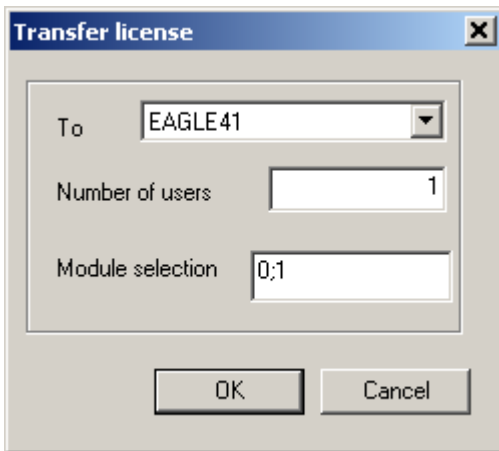 Transfer license
To EAGLE41
Number of users 1
Module selection 0;1
OK Cancel